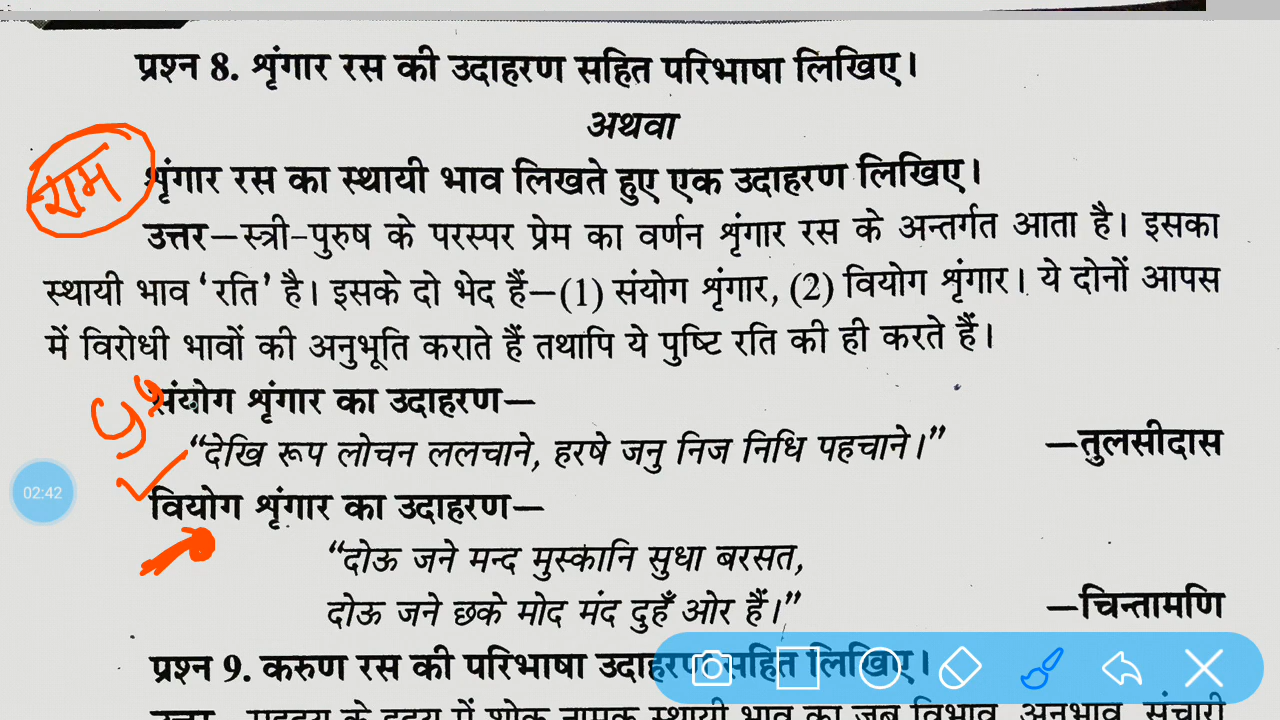 प्रश्न 8. श्रृंगार रस की उदाहरण सहित परिभाषा लिखिए।
अथवा
राम
श्रृंगार रस का स्थायी भाव लिखते हुए एक उदाहरण लिखिए।
उत्तर—स्त्री-पुरुष के परस्पर प्रेम का वर्णन श्रृंगार रस के अन्तर्गत आता है। इसका
स्थायी भाव ‘रति’ है। इसके दो भेद हैं—(1) संयोग श्रृंगार, (2) वियोग श्रृंगार। ये दोनों आपस
में विरोधी भावों की अनुभूति कराते हैं तथापि ये पुष्टि रति की ही करते हैं।
संयोग श्रृंगार का उदाहरण—
“देखि रूप लोचन ललचाने, हरषे जनु निज निधि पहचाने।” —तुलसीदास
02:42
वियोग श्रृंगार का उदाहरण—
“दोऊ जने मन्द मुस्कानि सुधा बरसत,
दोऊ जने छके मोद मंद दुहुँ ओर हैं।” —चिन्तामणि
प्रश्न 9. करुण रस की परिभाषा उदाहरण सहित लिखिए।